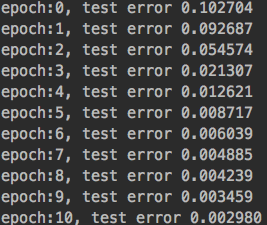 epoch:0, test error 0.102704
epoch:1, test error 0.092687
epoch:2, test error 0.054574
epoch:3, test error 0.021307
epoch:4, test error 0.012621
epoch:5, test error 0.008717
epoch:6, test error 0.006039
epoch:7, test error 0.004885
epoch:8, test error 0.004239
epoch:9, test error 0.003459
epoch:10, test error 0.002980